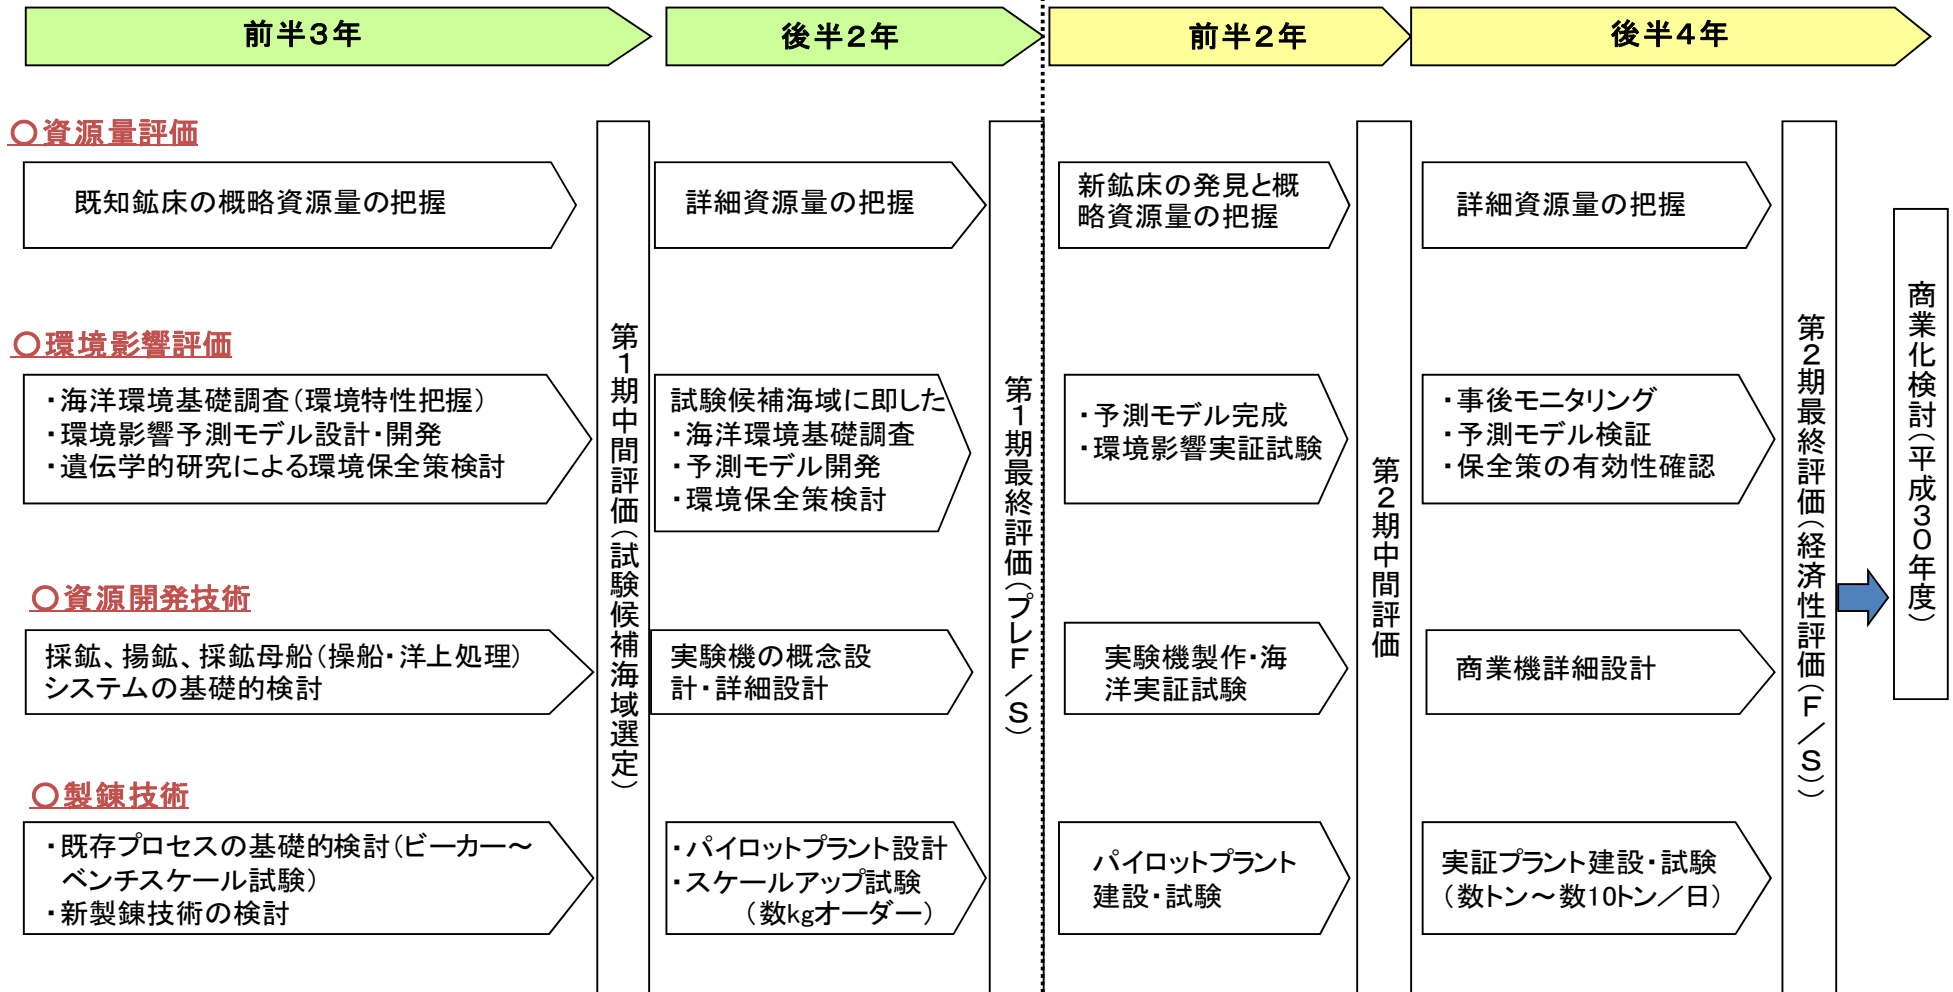 前半3年
後半2年
前半2年
後半4年
〇資源量評価
既知鉱床の概略資源量の把握
詳細資源量の把握
新鉱床の発見と概
略資源量の把握
詳細資源量の把握
〇環境影響評価
・海洋環境基礎調査(環境特性把握)
・環境影響予測モデル設計・開発
・遺伝学的研究による環境保全策検討
試験候補海域に即した
・海洋環境基礎調査
・予測モデル開発
・環境保全策検討
・予測モデル完成
・環境影響実証試験
・事後モニタリング
・予測モデル検証
・保全策の有効性確認
〇資源開発技術
採鉱、揚鉱、採鉱母船(操船・洋上処理)
システムの基礎的検討
実験機の概念設
計・詳細設計
実験機製作・海
洋実証試験
商業機詳細設計
〇製錬技術
・既存プロセスの基礎的検討(ビーカー～
ベンチスケール試験)
・新製錬技術の検討
・パイロットプラント設計
・スケールアップ試験
(数kgオーダー)
パイロットプラント
建設・試験
実証プラント建設・試験
(数トン～数10トン／日)
第1期中間評価(試験候補海域選定)
第1期最終評価(プレF／S)
第2期中間評価
第2期最終評価(経済性評価(F／S))
商業化検討(平成30年度)